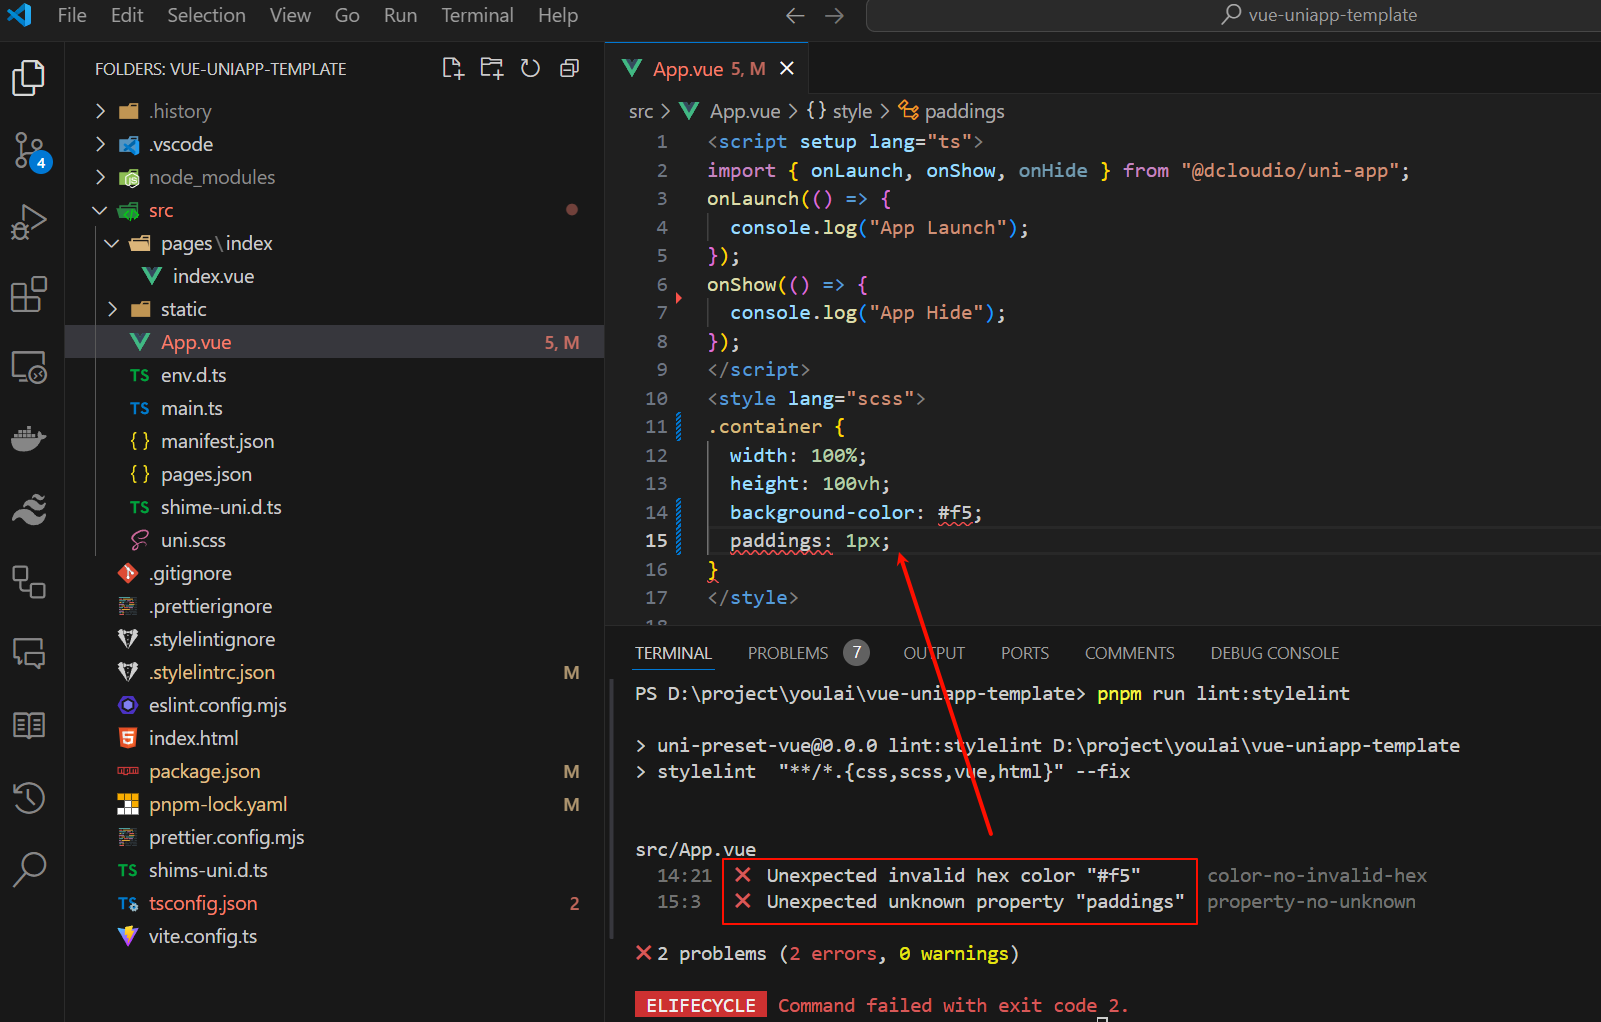 File Edit Selection View Go Run Terminal Help
vue-uniapp-template
FOLDERS: VUE-UNIAPP-TEMPLATE
.history
.vscode
node_modules
src
pages\index
index.vue
static
App.vue 5, M
TS env.d.ts
TS main.ts
{ } manifest.json
{ } pages.json
TS shime-uni.d.ts
uni.scss
.gitignore
.prettierignore
.stylelintignore
.stylelintrc.json M
eslint.config.mjs
index.html
package.json M
pnpm-lock.yaml M
prettier.config.mjs
TS shims-uni.d.ts
TS tsconfig.json 2
vite.config.ts
4
App.vue 5, M
src > App.vue > {} style > paddings
1 <script setup lang="ts">
2 import { onLaunch, onShow, onHide } from "@dcloudio/uni-app";
3 onLaunch(() => {
4 console.log("App Launch");
5 });
6 onShow(() => {
7 console.log("App Hide");
8 });
9 </script>
10 <style lang="scss">
11 .container {
12 width: 100%;
13 height: 100vh;
14 background-color: #f5;
15 paddings: 1px;
16 }
17 </style>
18
TERMINAL PROBLEMS 7 OUTPUT PORTS COMMENTS DEBUG CONSOLE
PS D:\project\youlai\vue-uniapp-template> pnpm run lint:stylelint
> uni-preset-vue@0.0.0 lint:stylelint D:\project\youlai\vue-uniapp-template
> stylelint "**/*.{css,scss,vue,html}" --fix
src/App.vue
14:21 ✕ Unexpected invalid hex color "#f5" color-no-invalid-hex
15:3 ✕ Unexpected unknown property "paddings" property-no-unknown
✕ 2 problems (2 errors, 0 warnings)
ELIFECYCLE Command failed with exit code 2.